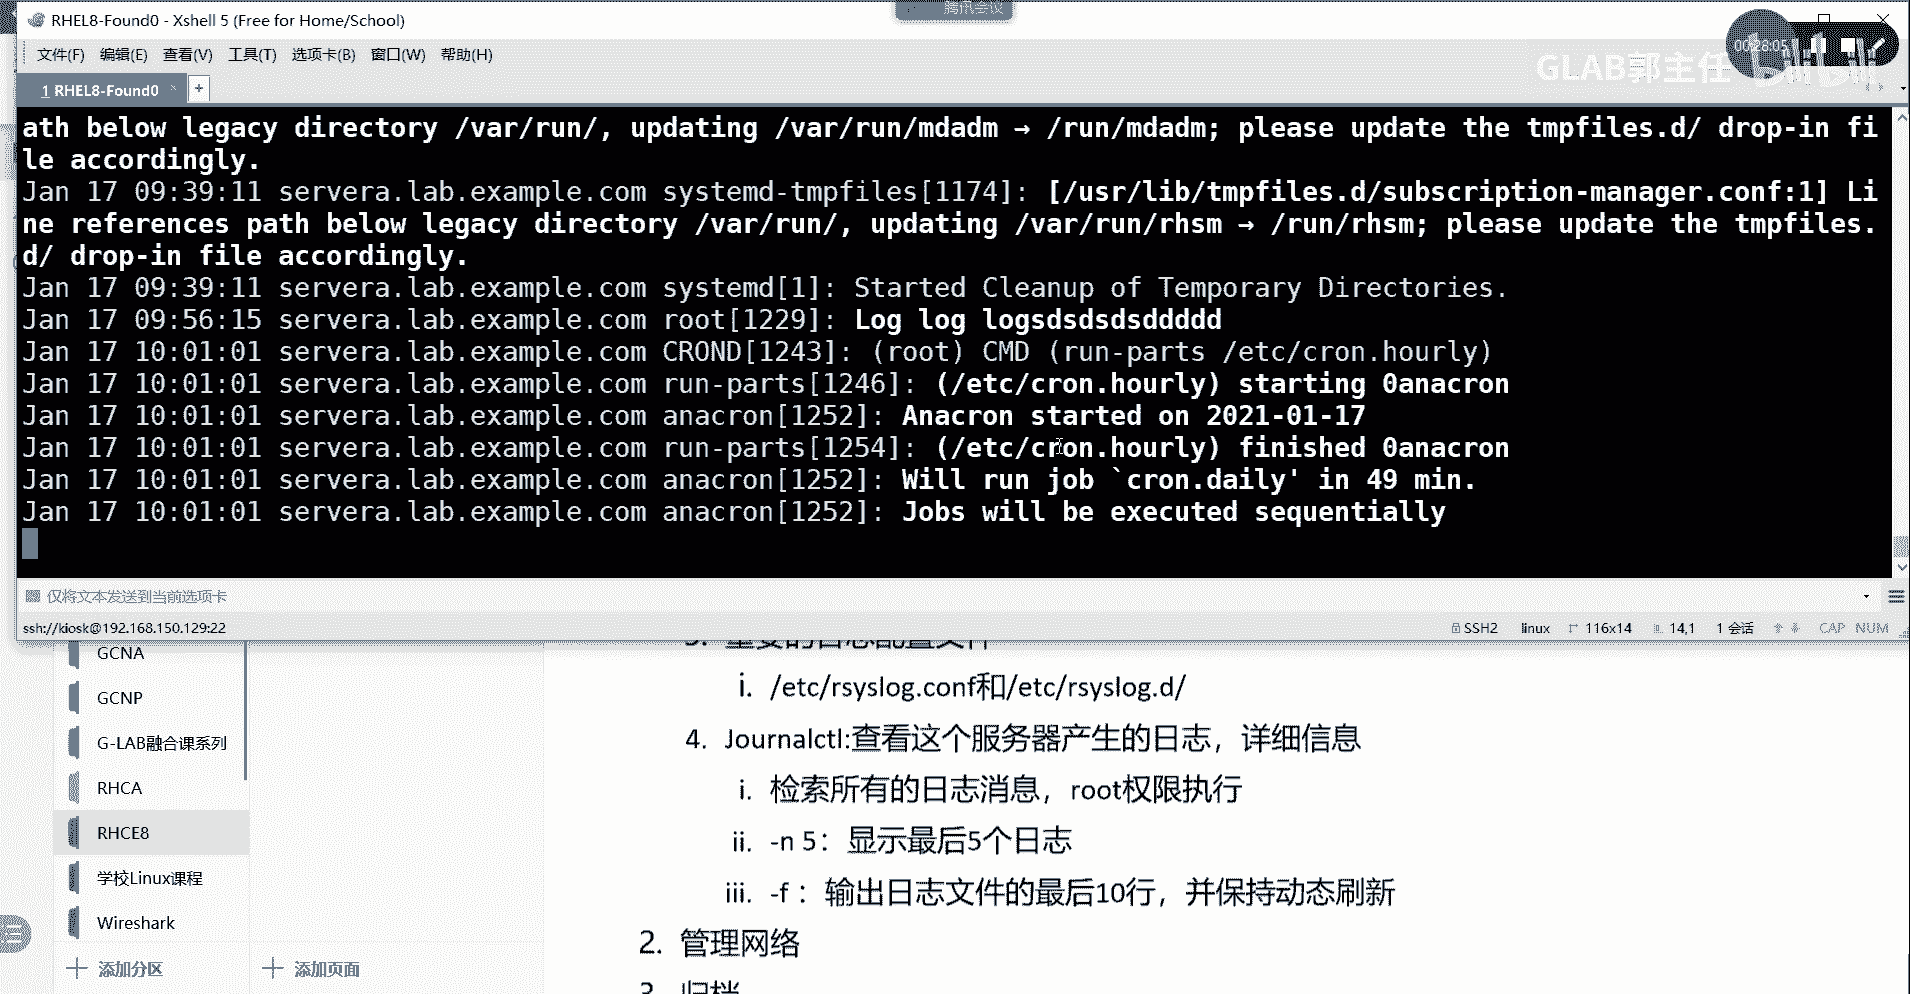 腾讯会议
RHEL8-Found0 - Xshell 5 (Free for Home/School)
00:28:05
文件(F) 编辑(E) 查看(V) 工具(T) 选项卡(B) 窗口(W) 帮助(H)
GLAB郭主任 bilibili
1 RHEL8-Found0 × +
ath below legacy directory /var/run/, updating /var/run/mdadm → /run/mdadm; please update the tmpfiles.d/ drop-in fi
le accordingly.
Jan 17 09:39:11 servera.lab.example.com systemd-tmpfiles[1174]: [/usr/lib/tmpfiles.d/subscription-manager.conf:1] Li
ne references path below legacy directory /var/run/, updating /var/run/rhsm → /run/rhsm; please update the tmpfiles.
d/ drop-in file accordingly.
Jan 17 09:39:11 servera.lab.example.com systemd[1]: Started Cleanup of Temporary Directories.
Jan 17 09:56:15 servera.lab.example.com root[1229]: Log log logsdsdsdsddddd
Jan 17 10:01:01 servera.lab.example.com CROND[1243]: (root) CMD (run-parts /etc/cron.hourly)
Jan 17 10:01:01 servera.lab.example.com run-parts[1246]: (/etc/cron.hourly) starting 0anacron
Jan 17 10:01:01 servera.lab.example.com anacron[1252]: Anacron started on 2021-01-17
Jan 17 10:01:01 servera.lab.example.com run-parts[1254]: (/etc/cron.hourly) finished 0anacron
Jan 17 10:01:01 servera.lab.example.com anacron[1252]: Will run job `cron.daily' in 49 min.
Jan 17 10:01:01 servera.lab.example.com anacron[1252]: Jobs will be executed sequentially
仅将文本发送到当前选项卡
ssh://kiosk@192.168.150.129:22 SSH2 linux 116x14 14,1 1 会话 CAP NUM
GCNA
GCNP
G-LAB融合课系列
RHCA
RHCE8
学校Linux课程
Wireshark
添加分区
添加页面
3. 重要的日志配置文件
i. /etc/rsyslog.conf和/etc/rsyslog.d/
4. Journalctl:查看这个服务器产生的日志，详细信息
i. 检索所有的日志消息，root权限执行
ii. -n 5：显示最后5个日志
iii. -f ：输出日志文件的最后10行，并保持动态刷新
2. 管理网络
3. 归档